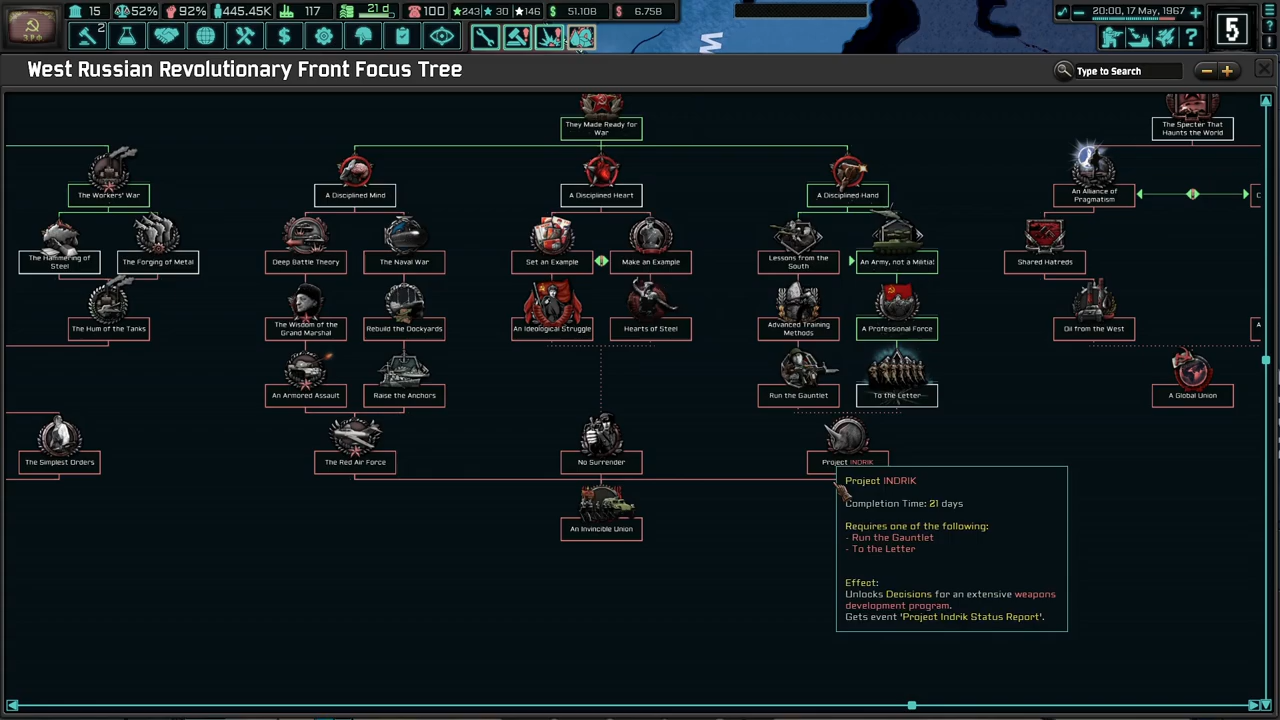 15
52%
92%
445.45K
117
21 d
100
243
30
146
$ 51.10B
$ 6.75B
20:00, 17 May, 1967
5
2
West Russian Revolutionary Front Focus Tree
Type to Search
They Made Ready for
War
The Specter That
Haunts the World
The Workers' War
A Disciplined Mind
A Disciplined Heart
A Disciplined Hand
An Alliance of
Pragmatism
The Hammering of
Steel
The Forging of Metal
Deep Battle Theory
The Naval War
Set an Example
Make an Example
Lessons from the
South
An Army, not a Militia!
Shared Hatreds
The Hum of the Tanks
The Wisdom of the
Grand Marshal
Rebuild the Dockyards
An Ideological Struggle
Hearts of Steel
Advanced Training
Methods
A Professional Force
Oil from the West
An Armored Assault
Raise the Anchors
Run the Gauntlet
To the Letter
A Global Union
The Simplest Orders
The Red Air Force
No Surrender
Project INDRIK
An Invincible Union
Project INDRIK
Completion Time: 21 days
Requires one of the following:
- Run the Gauntlet
- To the Letter
Effect:
Unlocks Decisions for an extensive weapons
development program.
Gets event 'Project Indrik Status Report'.